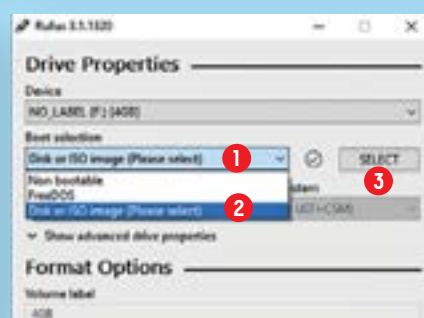 Rufus 3.1.1320
Drive Properties
Device
NO_LABEL (F:) (4GB)
Boot selection
Disk or ISO image (Please select) 1
SELECT
3
Non bootable
FreeDOS
Disk or ISO image (Please select) 2
Show advanced drive properties
Format Options
Volume label
4GB